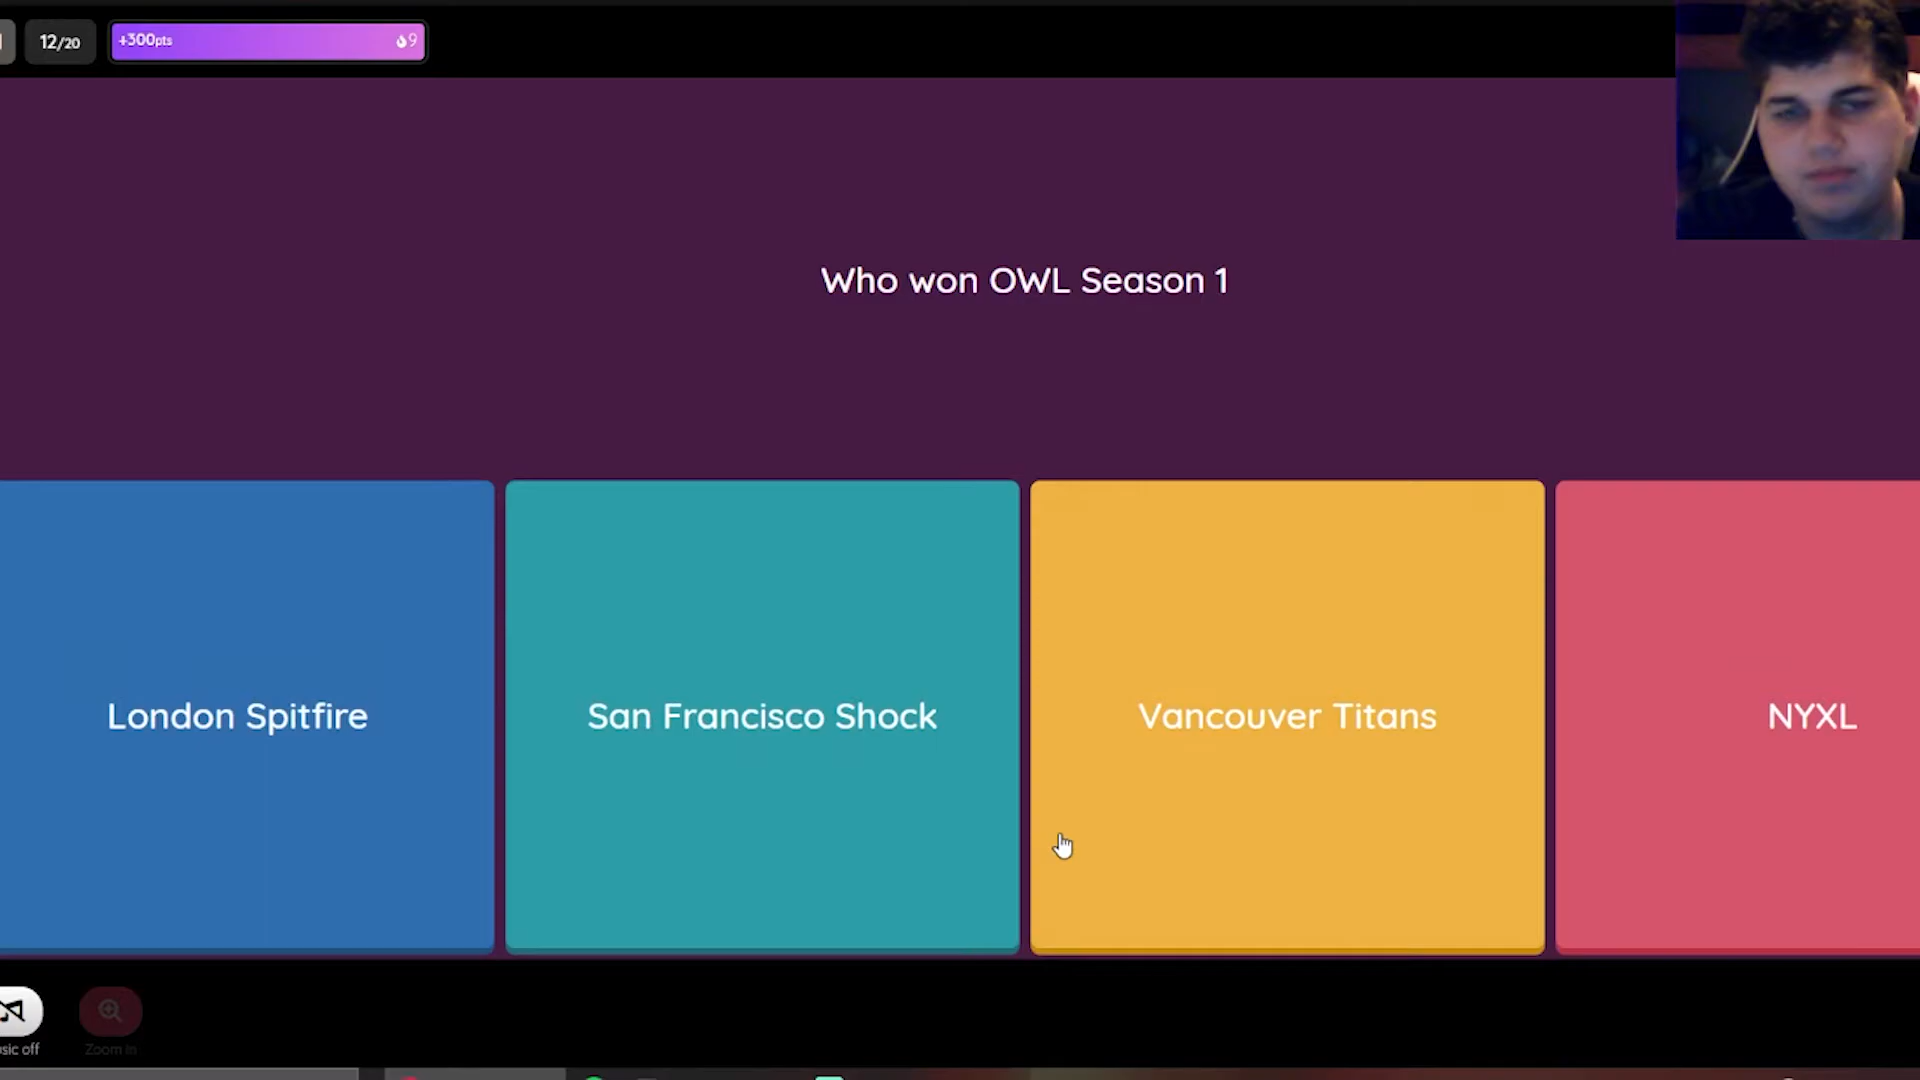 12/20
+300pts
9
Who won OWL Season 1
London Spitfire
San Francisco Shock
Vancouver Titans
NYXL
sic off
Zoom in